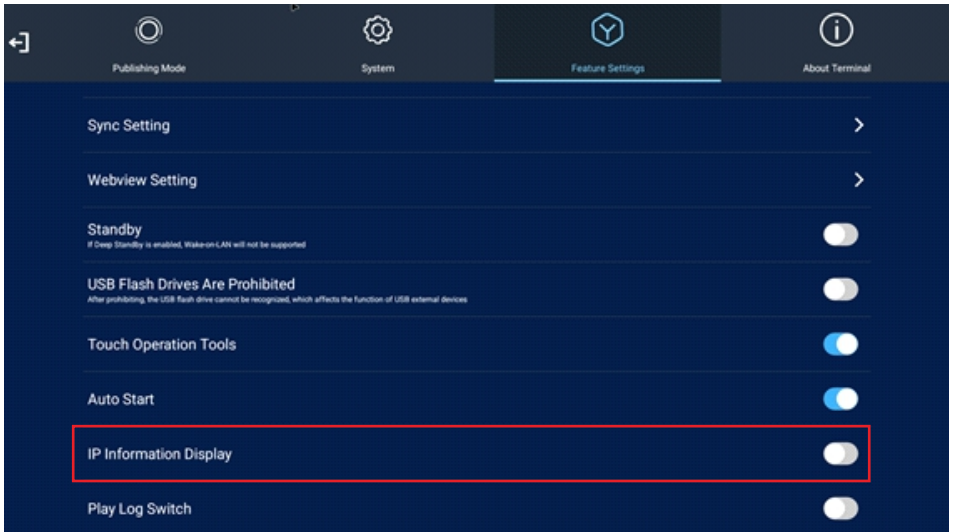 Publishing Mode
System
Feature Settings
About Terminal
Sync Setting
Webview Setting
Standby
If Deep Standby is enabled, Wake-on-LAN will not be supported
USB Flash Drives Are Prohibited
After prohibiting, the USB flash drive cannot be recognized, which affects the function of USB external devices
Touch Operation Tools
Auto Start
IP Information Display
Play Log Switch